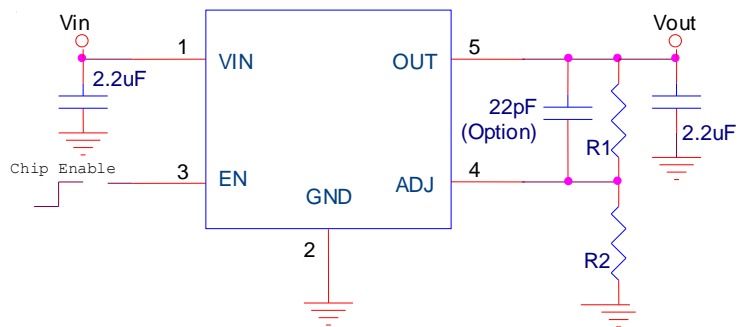 Vin
Vout
1
VIN
OUT
5
2.2uF
22pF
(Option)
R1
2.2uF
Chip Enable
3
EN
GND
ADJ
4
2
R2